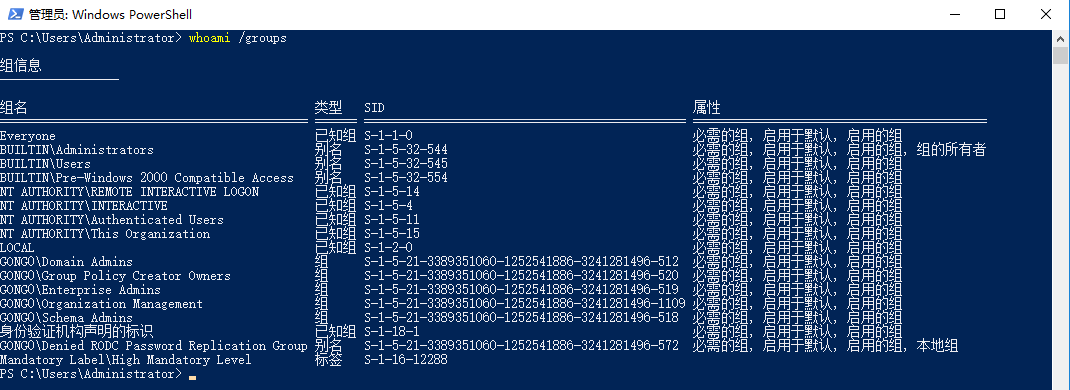 管理员: Windows PowerShell
PS C:\Users\Administrator> whoami /groups
组信息
组名 类型 SID 属性
Everyone 已知组 S-1-1-0 必需的组, 启用于默认, 启用的组
BUILTIN\Administrators 别名 S-1-5-32-544 必需的组, 启用于默认, 启用的组, 组的所有者
BUILTIN\Users 别名 S-1-5-32-545 必需的组, 启用于默认, 启用的组
BUILTIN\Pre-Windows 2000 Compatible Access 别名 S-1-5-32-554 必需的组, 启用于默认, 启用的组
NT AUTHORITY\REMOTE INTERACTIVE LOGON 已知组 S-1-5-14 必需的组, 启用于默认, 启用的组
NT AUTHORITY\INTERACTIVE 已知组 S-1-5-4 必需的组, 启用于默认, 启用的组
NT AUTHORITY\Authenticated Users 已知组 S-1-5-11 必需的组, 启用于默认, 启用的组
NT AUTHORITY\This Organization 已知组 S-1-5-15 必需的组, 启用于默认, 启用的组
LOCAL 已知组 S-1-2-0 必需的组, 启用于默认, 启用的组
GONGO\Domain Admins 组 S-1-5-21-3389351060-1252541886-3241281496-512 必需的组, 启用于默认, 启用的组
GONGO\Group Policy Creator Owners 组 S-1-5-21-3389351060-1252541886-3241281496-520 必需的组, 启用于默认, 启用的组
GONGO\Enterprise Admins 组 S-1-5-21-3389351060-1252541886-3241281496-519 必需的组, 启用于默认, 启用的组
GONGO\Organization Management 组 S-1-5-21-3389351060-1252541886-3241281496-1109 必需的组, 启用于默认, 启用的组
GONGO\Schema Admins 组 S-1-5-21-3389351060-1252541886-3241281496-518 必需的组, 启用于默认, 启用的组
身份验证机构声明的标识 已知组 S-1-18-1 必需的组, 启用于默认, 启用的组
GONGO\Denied RODC Password Replication Group 别名 S-1-5-21-3389351060-1252541886-3241281496-572 必需的组, 启用于默认, 启用的组, 本地组
Mandatory Label\High Mandatory Level 标签 S-1-16-12288
PS C:\Users\Administrator>